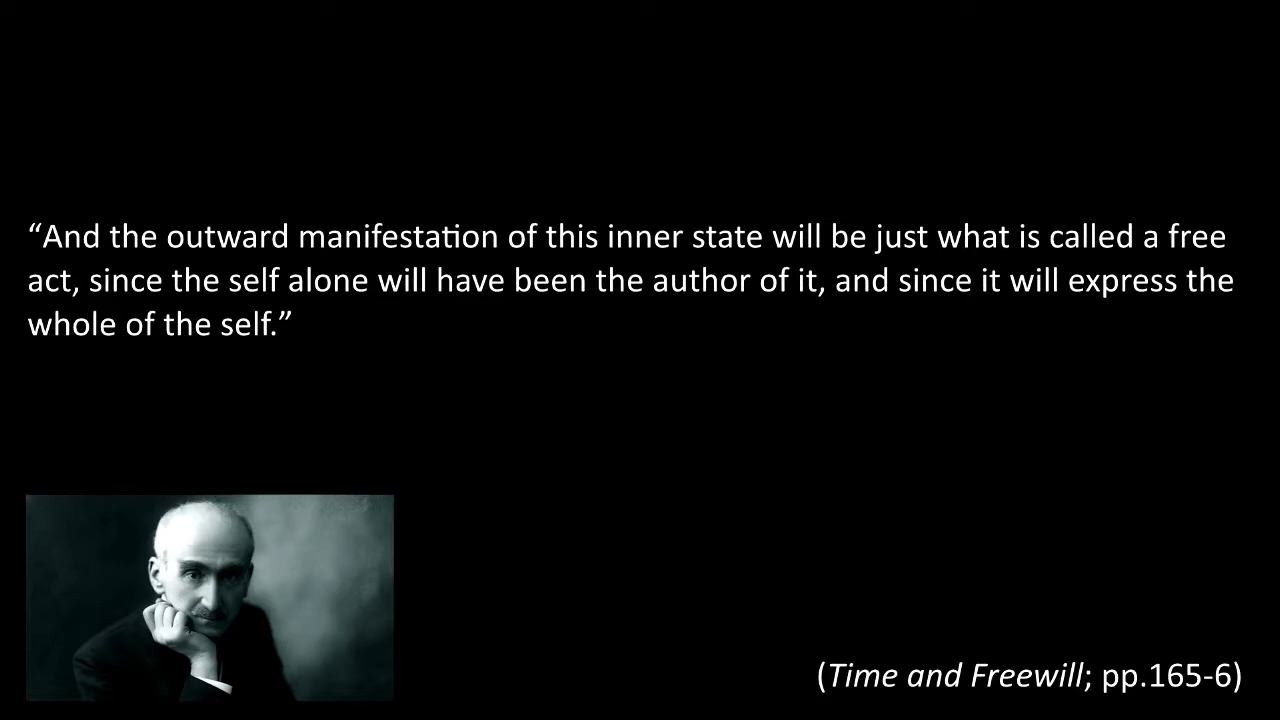 “And the outward manifestation of this inner state will be just what is called a free
act, since the self alone will have been the author of it, and since it will express the
whole of the self.”
(Time and Freewill; pp.165-6)